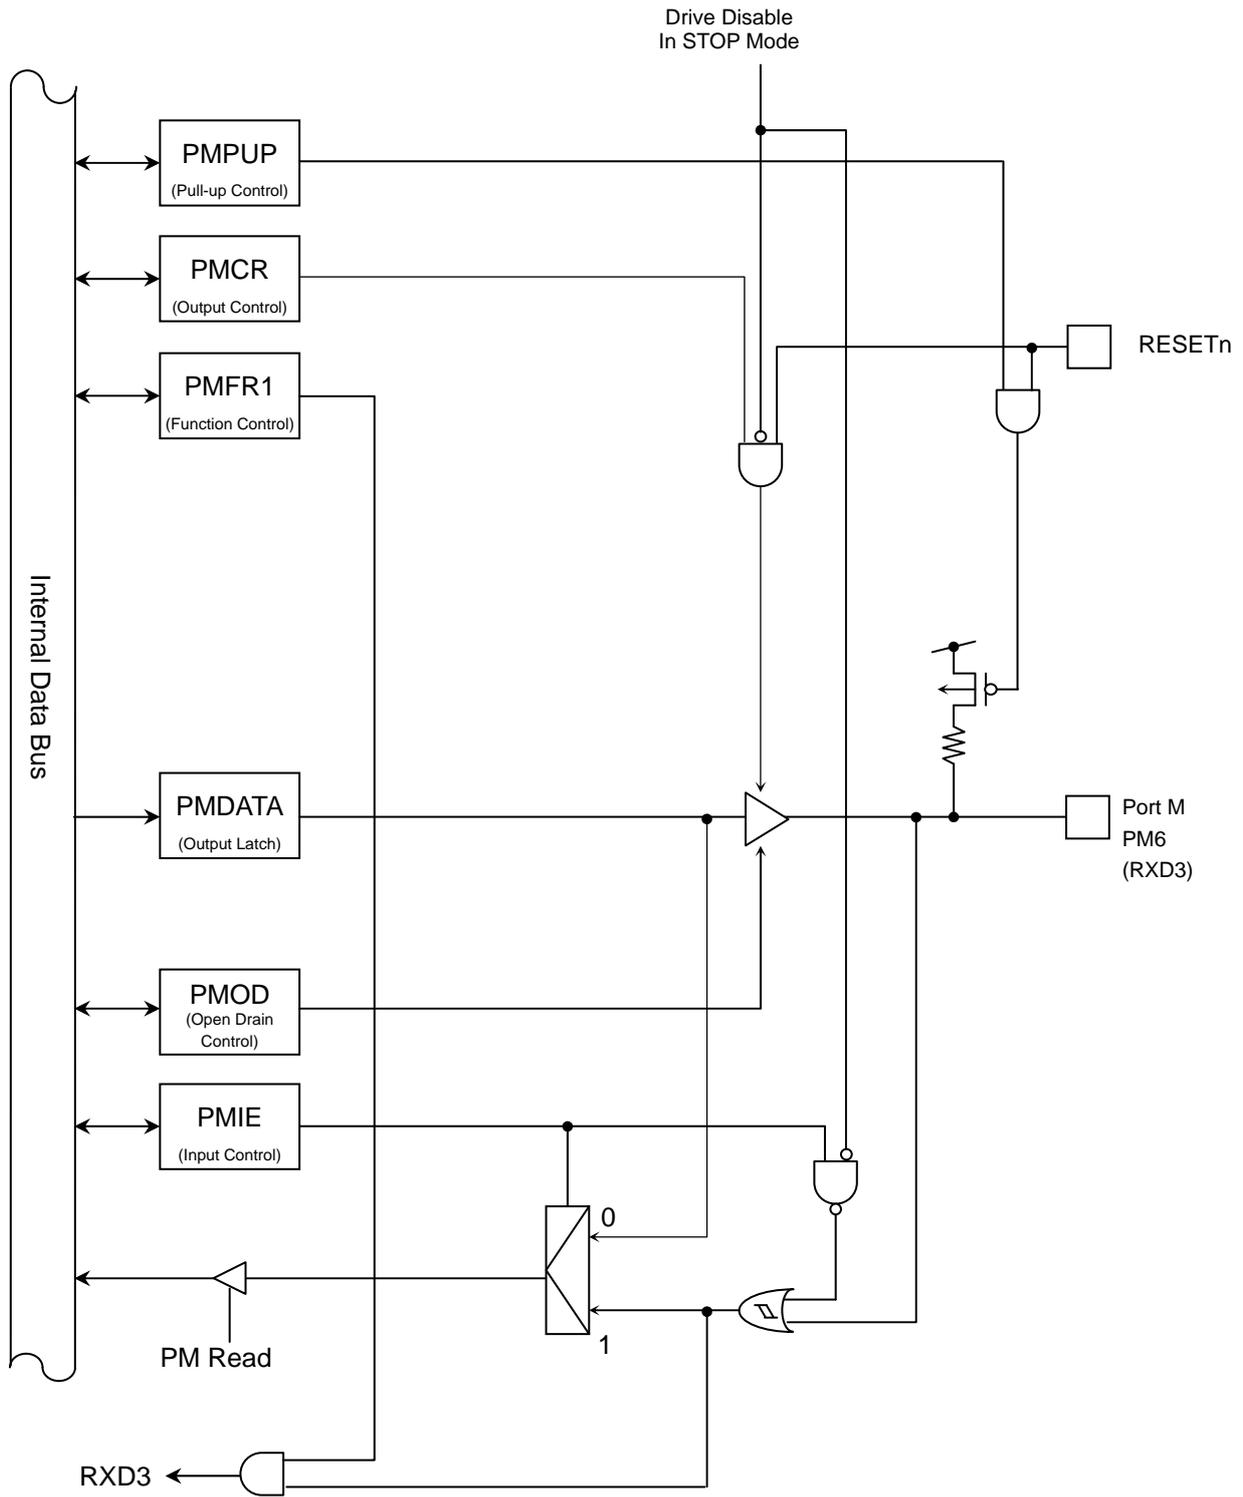 Drive Disable
In STOP Mode
PMPUP
(Pull-up Control)
PMCR
(Output Control)
RESETn
PMFR1
(Function Control)
Internal Data Bus
PMDATA
(Output Latch)
Port M
PM6
(RXD3)
PMOD
(Open Drain
Control)
PMIE
(Input Control)
0
1
PM Read
RXD3